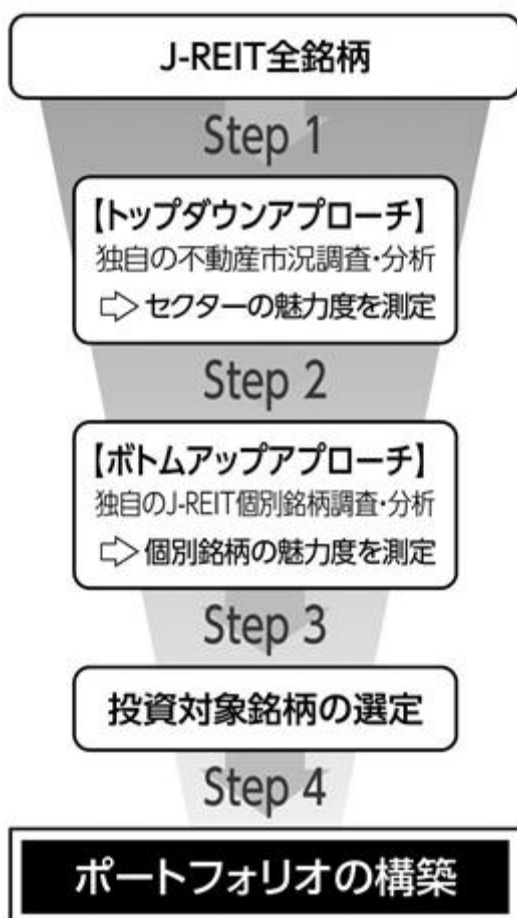 J-REIT全銘柄
Step 1
【トップダウンアプローチ】
独自の不動産市況調査・分析
⇨セクターの魅力度を測定
Step 2
【ボトムアップアプローチ】
独自のJ-REIT個別銘柄調査・分析
⇨個別銘柄の魅力度を測定
Step 3
投資対象銘柄の選定
Step 4
ポートフォリオの構築